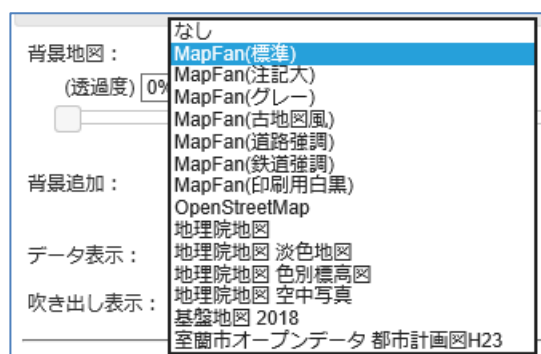 背景地図：
(透過度) 0%
背景追加：
データ表示：
吹き出し表示：
なし
MapFan(標準)
MapFan(注記大)
MapFan(グレー)
MapFan(古地図風)
MapFan(道路強調)
MapFan(鉄道強調)
MapFan(印刷用白黒)
OpenStreetMap
地理院地図
地理院地図 淡色地図
地理院地図 色別標高図
地理院地図 空中写真
基盤地図 2018
室蘭市オープンデータ 都市計画図H23